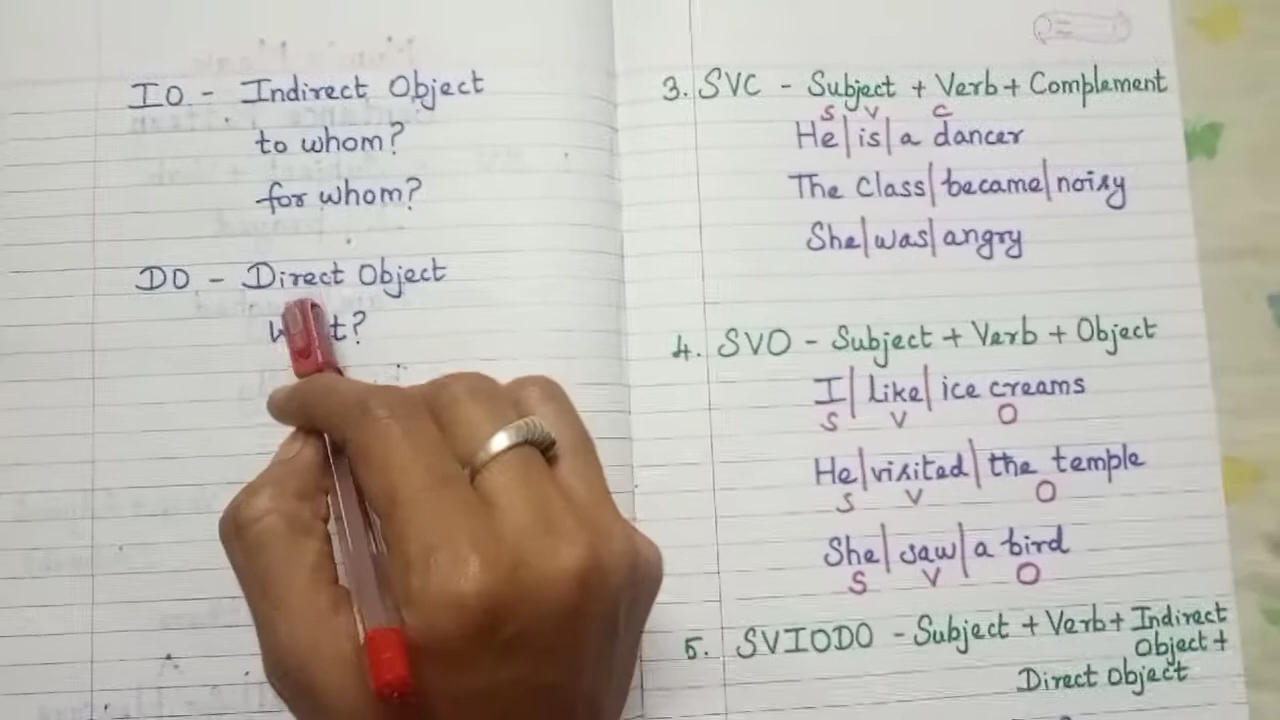 IO - Indirect Object
to whom?
for whom?
DO - Direct Object
3. SVC - Subject + Verb + Complement
S V C
He | is | a dancer
The Class | became | noisy
She | was | angry
4. SVO - Subject + Verb + Object
I | like | ice creams
S V O
He | visited | the temple
S V O
She | saw | a bird
S V O
5. SVIODO - Subject + Verb + Indirect
Object +
Direct Object